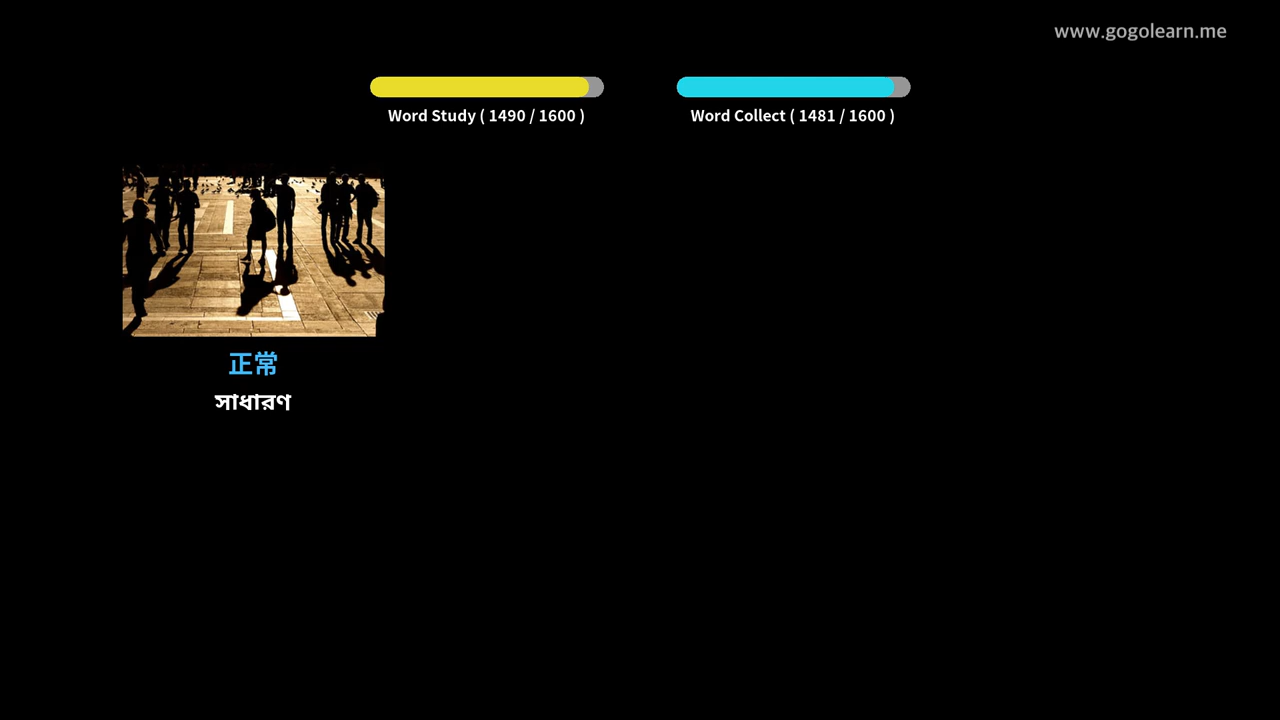 www.gogolearn.me
Word Study ( 1490 / 1600 )
Word Collect ( 1481 / 1600 )
正常
সাধারণ